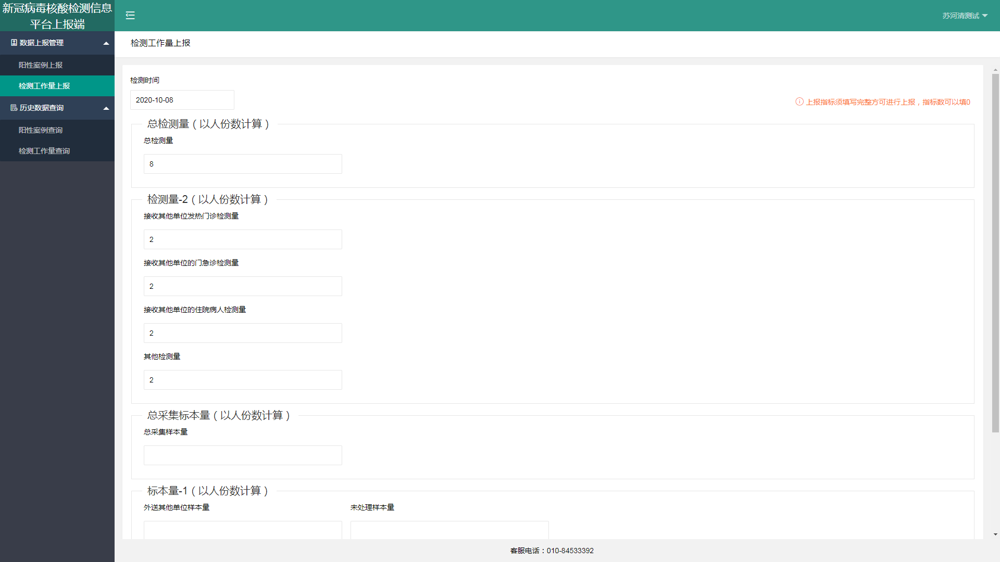 新冠病毒核酸检测信息
平台上报端
苏河清测试
数据上报管理
阳性案例上报
检测工作量上报
历史数据查询
阳性案例查询
检测工作量查询
检测工作量上报
检测时间
2020-10-08
上报指标须填写完整方可进行上报，指标数可以填0
总检测量（以人份数计算）
总检测量
8
检测量-2（以人份数计算）
接收其他单位发热门诊检测量
2
接收其他单位的门急诊检测量
2
接收其他单位的住院病人检测量
2
其他检测量
2
总采集标本量（以人份数计算）
总采集样本量
标本量-1（以人份数计算）
外送其他单位样本量 未处理样本量
客服电话：010-84533392